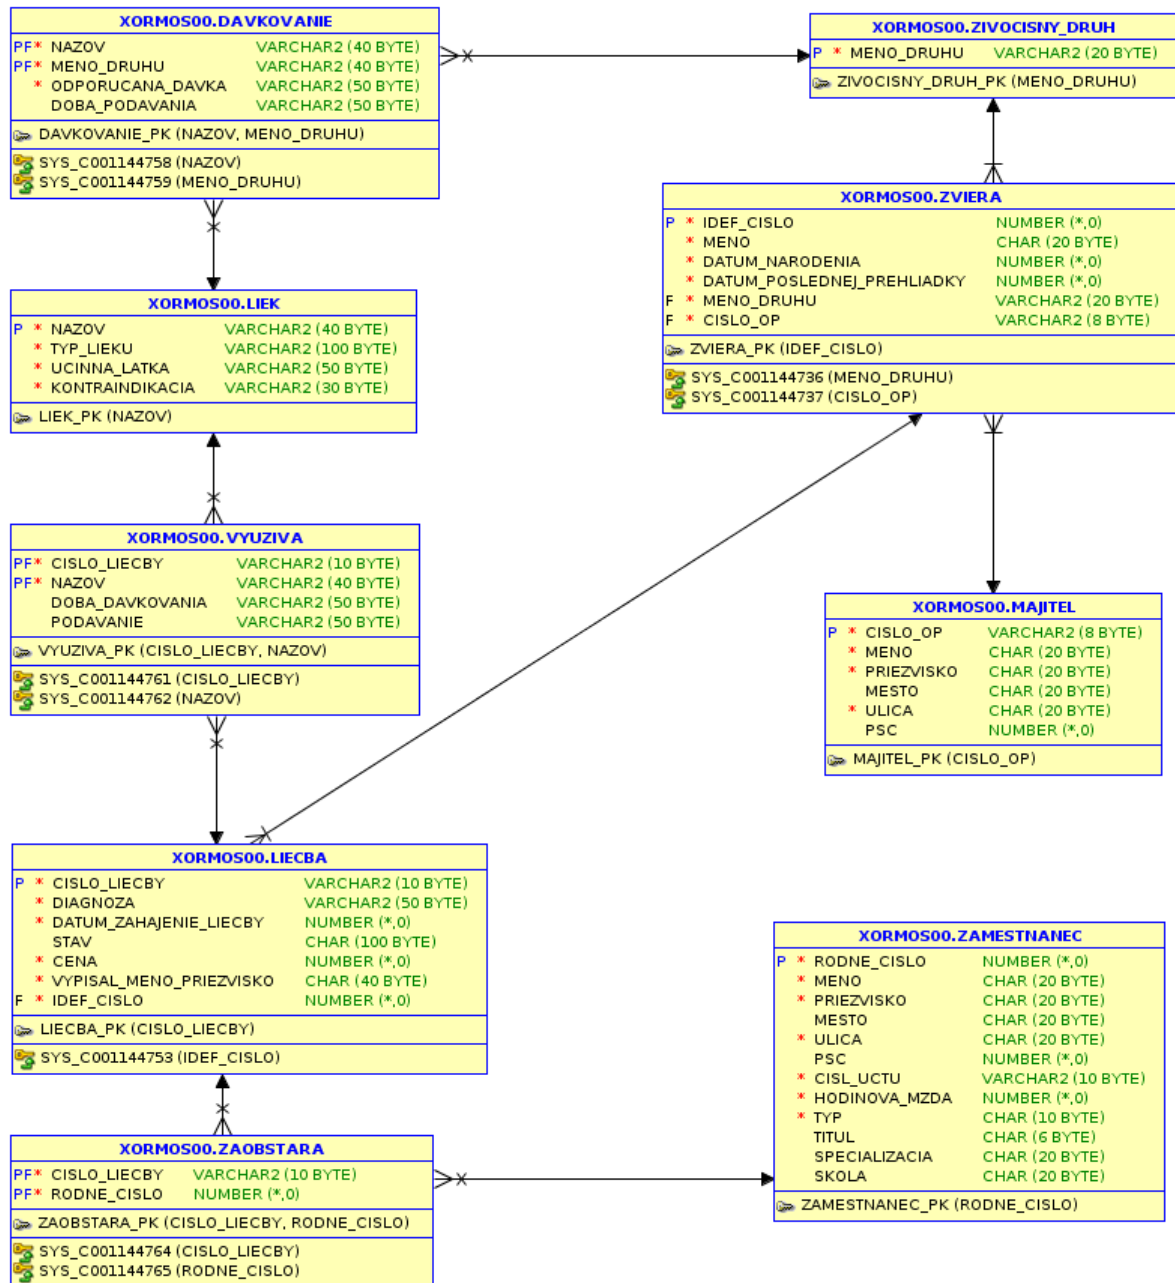 XORMOS00.DAVKOVANIE
PF* NAZOV VARCHAR2 (40 BYTE)
PF* MENO_DRUHU VARCHAR2 (40 BYTE)
* ODPORUCANA_DAVKA VARCHAR2 (50 BYTE)
DOBA_PODAVANIA VARCHAR2 (50 BYTE)
DAVKOVANIE_PK (NAZOV, MENO_DRUHU)
SYS_C001144758 (NAZOV)
SYS_C001144759 (MENO_DRUHU)
XORMOS00.ZIVOCISNY_DRUH
P * MENO_DRUHU VARCHAR2 (20 BYTE)
ZIVOCISNY_DRUH_PK (MENO_DRUHU)
XORMOS00.ZVIERA
P * IDEF_CISLO NUMBER (*,0)
* MENO CHAR (20 BYTE)
* DATUM_NARODENIA NUMBER (*,0)
* DATUM_POSLEDNEJ_PREHLIADKY NUMBER (*,0)
F * MENO_DRUHU VARCHAR2 (20 BYTE)
F * CISLO_OP VARCHAR2 (8 BYTE)
ZVIERA_PK (IDEF_CISLO)
SYS_C001144736 (MENO_DRUHU)
SYS_C001144737 (CISLO_OP)
XORMOS00.LIEK
P * NAZOV VARCHAR2 (40 BYTE)
* TYP_LIEKU VARCHAR2 (100 BYTE)
* UCINNA_LATKA VARCHAR2 (50 BYTE)
* KONTRAINDIKACIA VARCHAR2 (30 BYTE)
LIEK_PK (NAZOV)
XORMOS00.VYUZIVA
PF* CISLO_LIECBY VARCHAR2 (10 BYTE)
PF* NAZOV VARCHAR2 (40 BYTE)
DOBA_DAVKOVANIA VARCHAR2 (50 BYTE)
PODAVANIE VARCHAR2 (50 BYTE)
VYUZIVA_PK (CISLO_LIECBY, NAZOV)
SYS_C001144761 (CISLO_LIECBY)
SYS_C001144762 (NAZOV)
XORMOS00.MAJITEL
P * CISLO_OP VARCHAR2 (8 BYTE)
* MENO CHAR (20 BYTE)
* PRIEZVISKO CHAR (20 BYTE)
MESTO CHAR (20 BYTE)
* ULICA CHAR (20 BYTE)
PSC NUMBER (*,0)
MAJITEL_PK (CISLO_OP)
XORMOS00.LIECBA
P * CISLO_LIECBY VARCHAR2 (10 BYTE)
* DIAGNOZA VARCHAR2 (50 BYTE)
* DATUM_ZAHAJENIE_LIECBY NUMBER (*,0)
STAV CHAR (100 BYTE)
* CENA NUMBER (*,0)
* VYPISAL_MENO_PRIEZVISKO CHAR (40 BYTE)
F * IDEF_CISLO NUMBER (*,0)
LIECBA_PK (CISLO_LIECBY)
SYS_C001144753 (IDEF_CISLO)
XORMOS00.ZAMESTNANEC
P * RODNE_CISLO NUMBER (*,0)
* MENO CHAR (20 BYTE)
* PRIEZVISKO CHAR (20 BYTE)
MESTO CHAR (20 BYTE)
* ULICA CHAR (20 BYTE)
PSC NUMBER (*,0)
* CISL_UCTU VARCHAR2 (10 BYTE)
* HODINOVA_MZDA NUMBER (*,0)
* TYP CHAR (10 BYTE)
TITUL CHAR (6 BYTE)
SPECIALIZACIA CHAR (20 BYTE)
SKOLA CHAR (20 BYTE)
ZAMESTNANEC_PK (RODNE_CISLO)
XORMOS00.ZAOBSTARA
PF* CISLO_LIECBY VARCHAR2 (10 BYTE)
PF* RODNE_CISLO NUMBER (*,0)
ZAOBSTARA_PK (CISLO_LIECBY, RODNE_CISLO)
SYS_C001144764 (CISLO_LIECBY)
SYS_C001144765 (RODNE_CISLO)